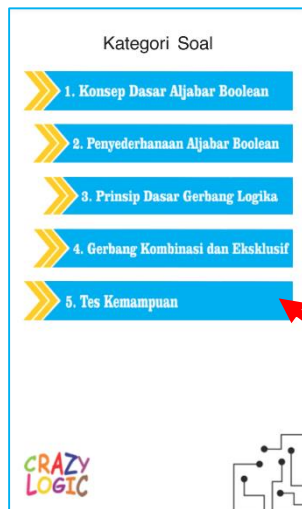 Kategori Soal
1. Konsep Dasar Aljabar Boolean
2. Penyederhanaan Aljabar Boolean
3. Prinsip Dasar Gerbang Logika
4. Gerbang Kombinasi dan Eksklusif
5. Tes Kemampuan
CRAZY
LOGIC